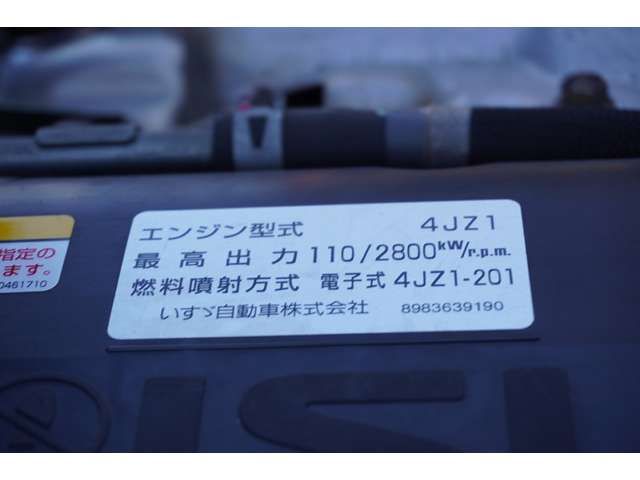 エンジン型式 4JZ1
最高出力 110/2800kW/r.p.m.
燃料噴射方式 電子式 4JZ1-201
いすゞ自動車株式会社 8983639190
指定の
ます。
0461710